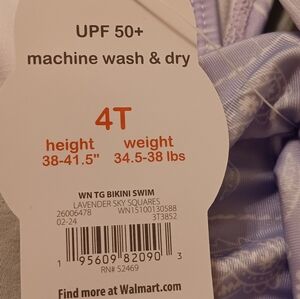 UPF 50+
machine wash & dry
4T
height weight
38-41.5" 34.5-38 lbs
WN TG BIKINI SWIM
LAVENDER SKY SQUARES
26006478 WN15100130SBB
02-24 3T3852
1 95609 82090 3
RN# 52469
Find more at Walmart.com!